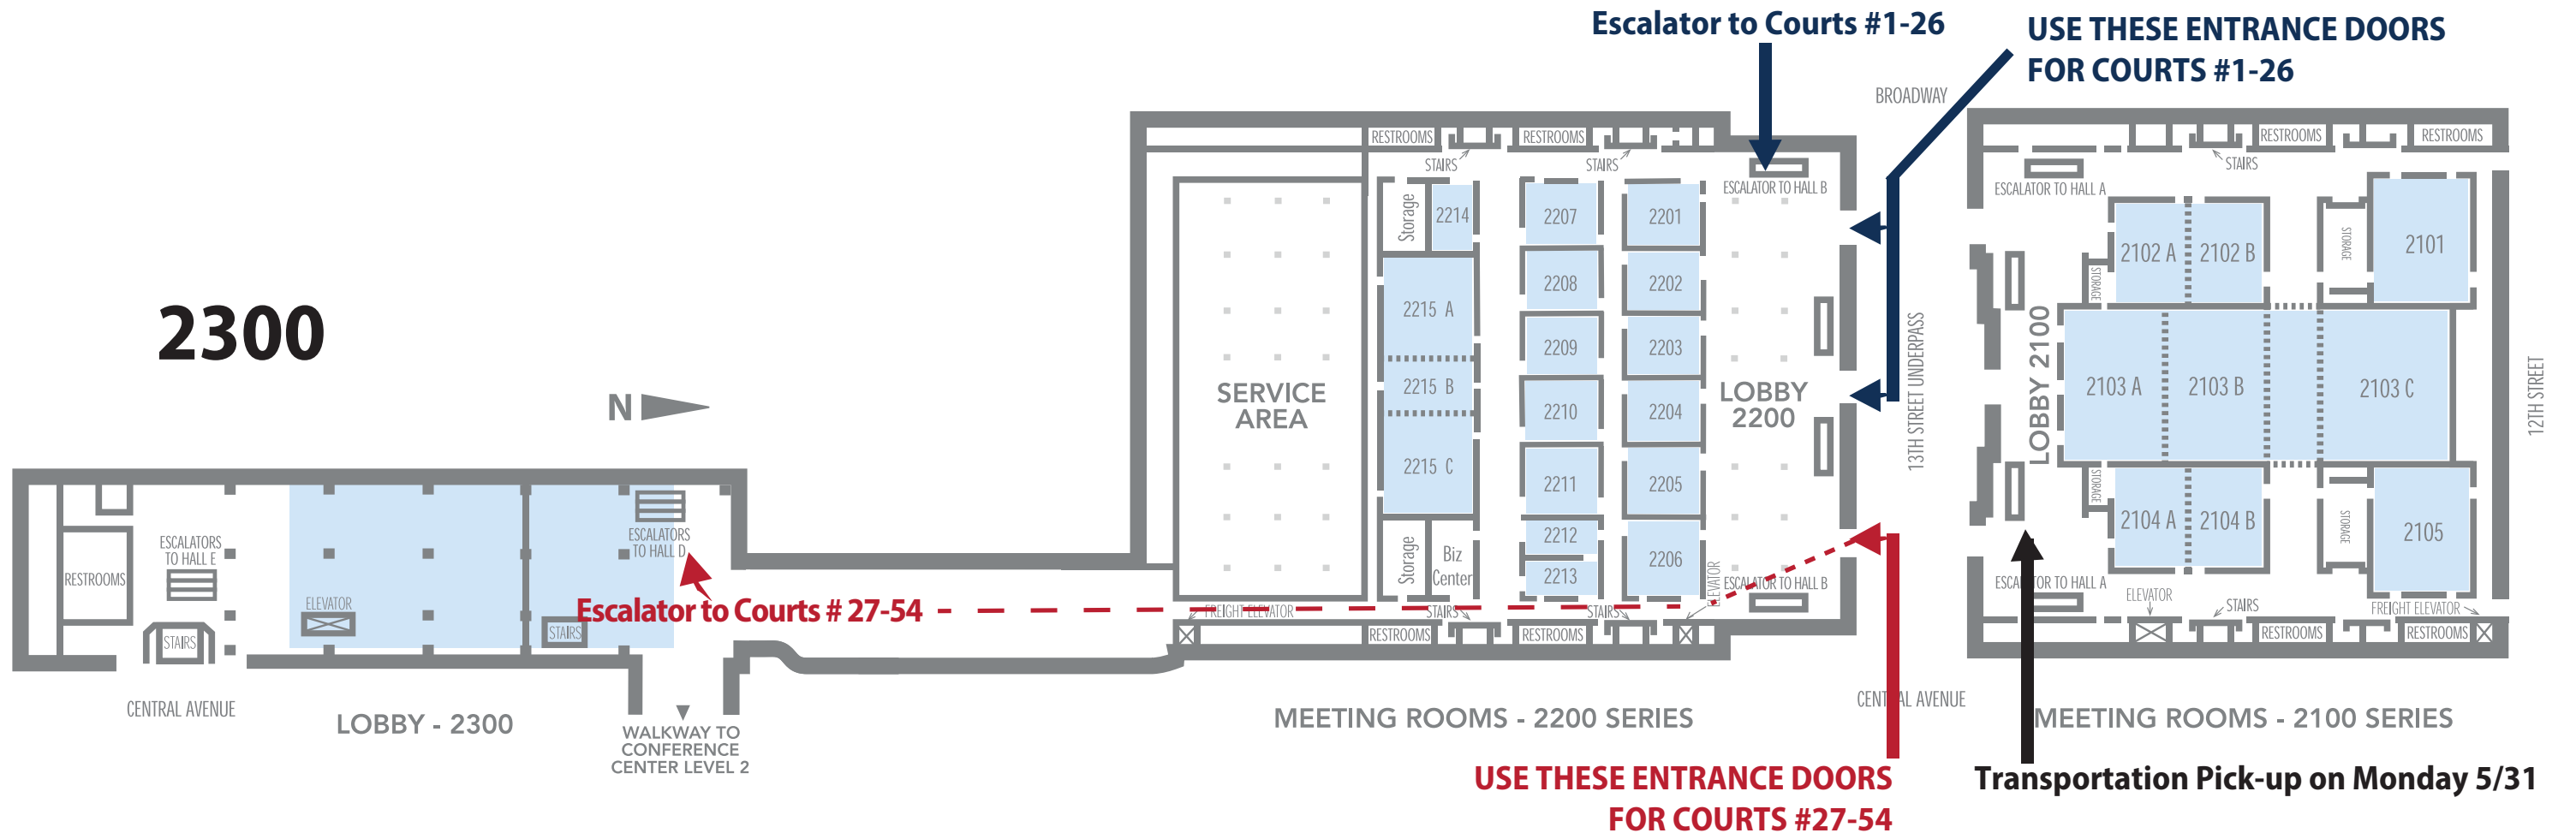 Escalator to Courts #1-26
USE THESE ENTRANCE DOORS
FOR COURTS #1-26
BROADWAY
RESTROOMS
RESTROOMS
STAIRS
STAIRS
ESCALATOR TO HALL B
RESTROOMS
RESTROOMS
STAIRS
ESCALATOR TO HALL A
Storage
2214
2207
2201
2102 A
2102 B
STORAGE
2101
2208
2202
STORAGE
2300
2215 A
2209
2203
13TH STREET UNDERPASS
LOBBY 2100
N
SERVICE
AREA
2215 B
2210
2204
LOBBY
2200
2103 A
2103 B
2103 C
12TH STREET
2215 C
2211
2205
STORAGE
2104 A
2104 B
STORAGE
2105
ESCALATORS
TO HALL E
ESCALATORS
TO HALL D
RESTROOMS
Storage
Biz
Center
2212
2213
2206
ELEVATOR
ESCALATOR TO HALL B
ESCALATOR TO HALL A
ELEVATOR
STAIRS
FREIGHT ELEVATOR
ELEVATOR
STAIRS
STAIRS
Escalator to Courts # 27-54
FREIGHT ELEVATOR
STAIRS
STAIRS
RESTROOMS
RESTROOMS
RESTROOMS
RESTROOMS
CENTRAL AVENUE
LOBBY - 2300
WALKWAY TO
CONFERENCE
CENTER LEVEL 2
MEETING ROOMS - 2200 SERIES
CENTRAL AVENUE
MEETING ROOMS - 2100 SERIES
USE THESE ENTRANCE DOORS
FOR COURTS #27-54
Transportation Pick-up on Monday 5/31